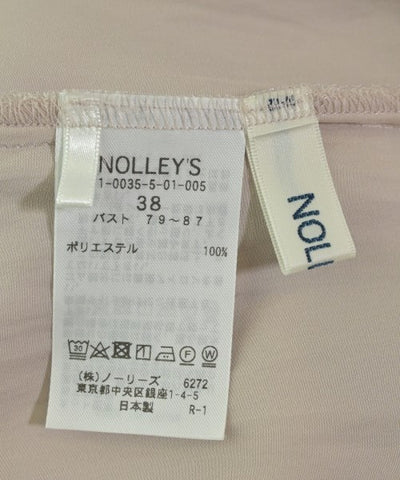 NOLLEY'S
1-0035-5-01-005
38
バスト 79～87
ポリエステル 100%
30
F W
(株)ノーリーズ 6272
東京都中央区銀座1-4-5
日本製 R-1
NOLL